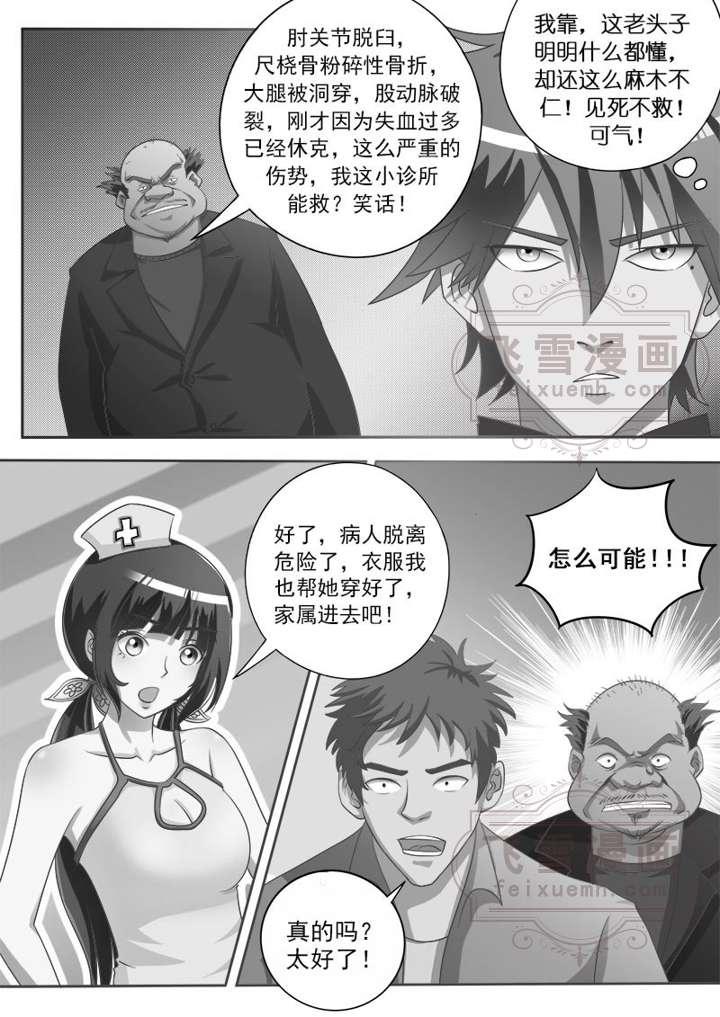 肘关节脱臼，
尺桡骨粉碎性骨折，
大腿被洞穿，股动脉破
裂，刚才因为失血过多
已经休克，这么严重的
伤势，我这小诊所
能救？笑话！
我靠，这老头子
明明什么都懂，
却还这么麻木不
仁！见死不救！
可气！
飞雪漫画
feixuemh.com
好了，病人脱离
危险了，衣服我
也帮她穿好了，
家属进去吧！
怎么可能！！！
真的吗？
太好了！
飞雪漫画
feixuemh.com